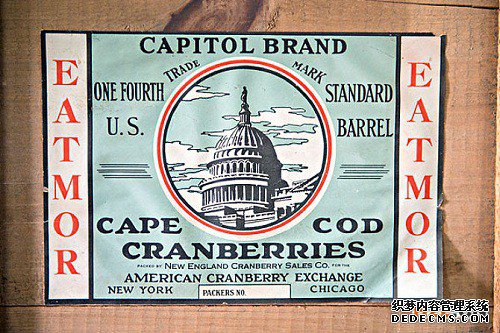 CAPITOL BRAND
TRADE MARK
ONE FOURTH STANDARD
U.S. BARREL
EATMOR
EATMOR
CAPE COD
CRANBERRIES
PACKED BY NEW ENGLAND CRANBERRY SALES CO. FOR THE
AMERICAN CRANBERRY EXCHANGE
NEW YORK PACKERS NO. CHICAGO
织梦内容管理系统
DEDECMS.COM